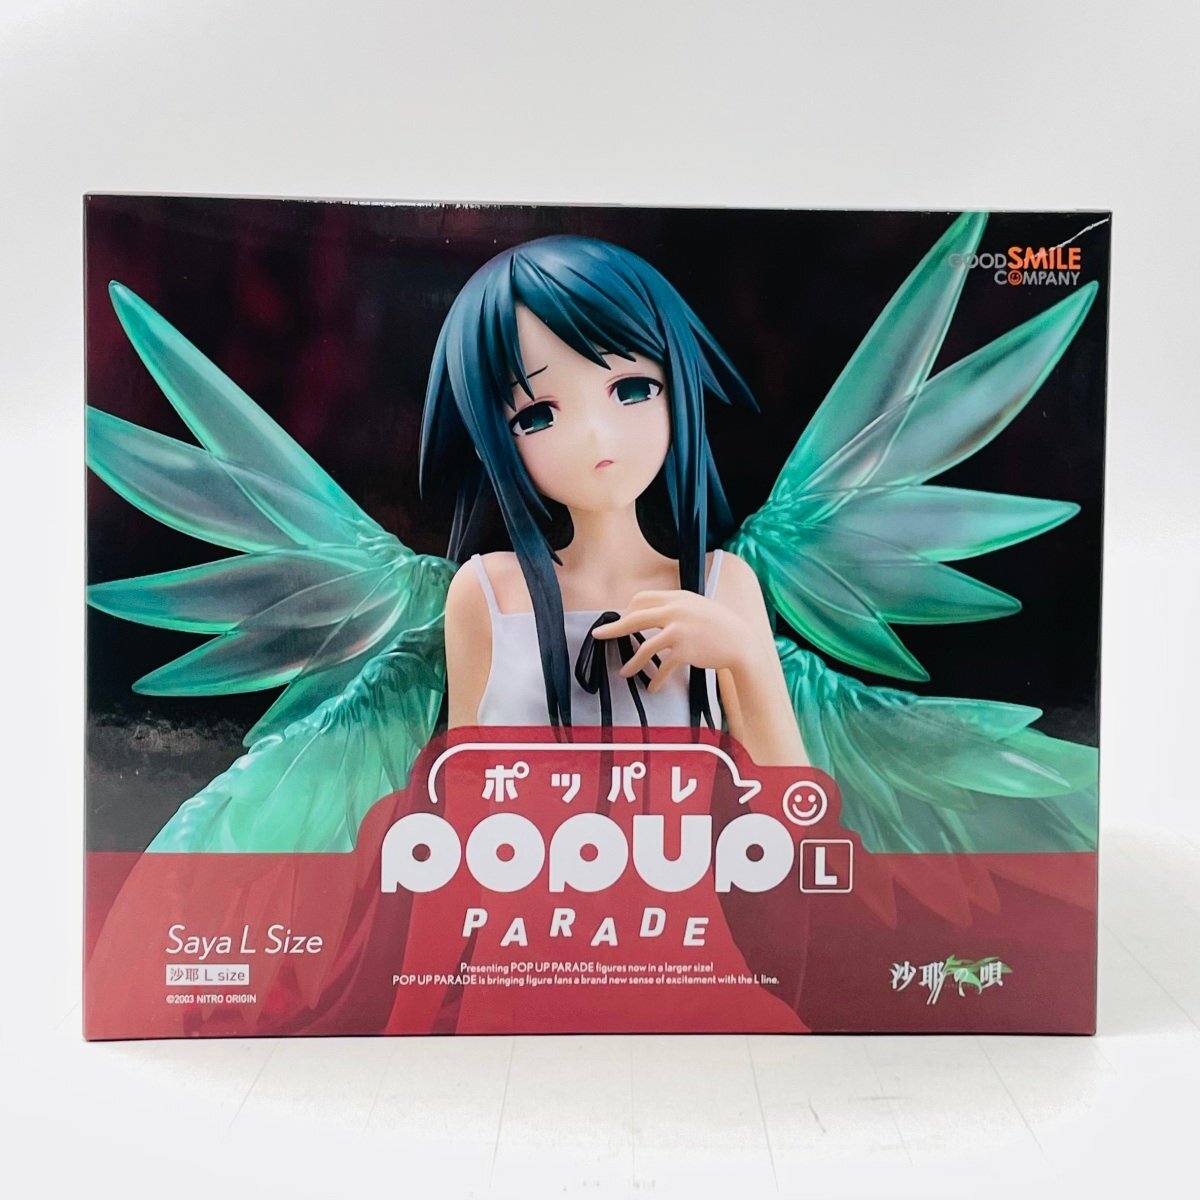 GOOD SMILE
COMPANY
ポッパレ
POPUP L
PARADE
Presenting POP UP PARADE figures now in a larger size!
POP UP PARADE is bringing figure fans a brand new sense of excitement with the L line.
Saya L Size
沙耶 L size
©2003 NITRO ORIGIN
沙耶の唄